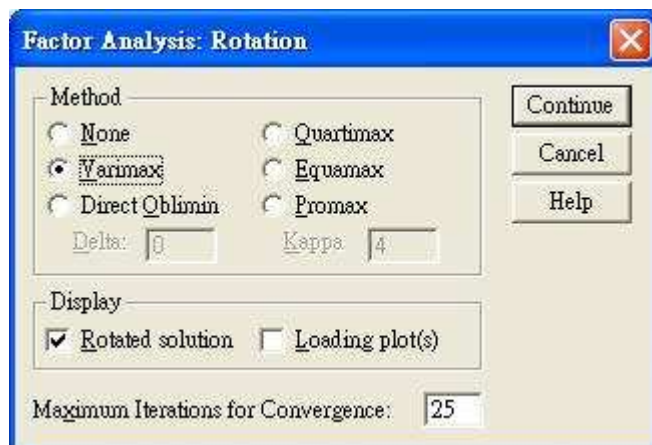 Factor Analysis: Rotation
Method
None
Quartimax
Varimax
Equamax
Direct Oblimin
Promax
Delta: 0
Kappa 4
Display
Rotated solution
Loading plot(s)
Maximum Iterations for Convergence: 25
Continue
Cancel
Help